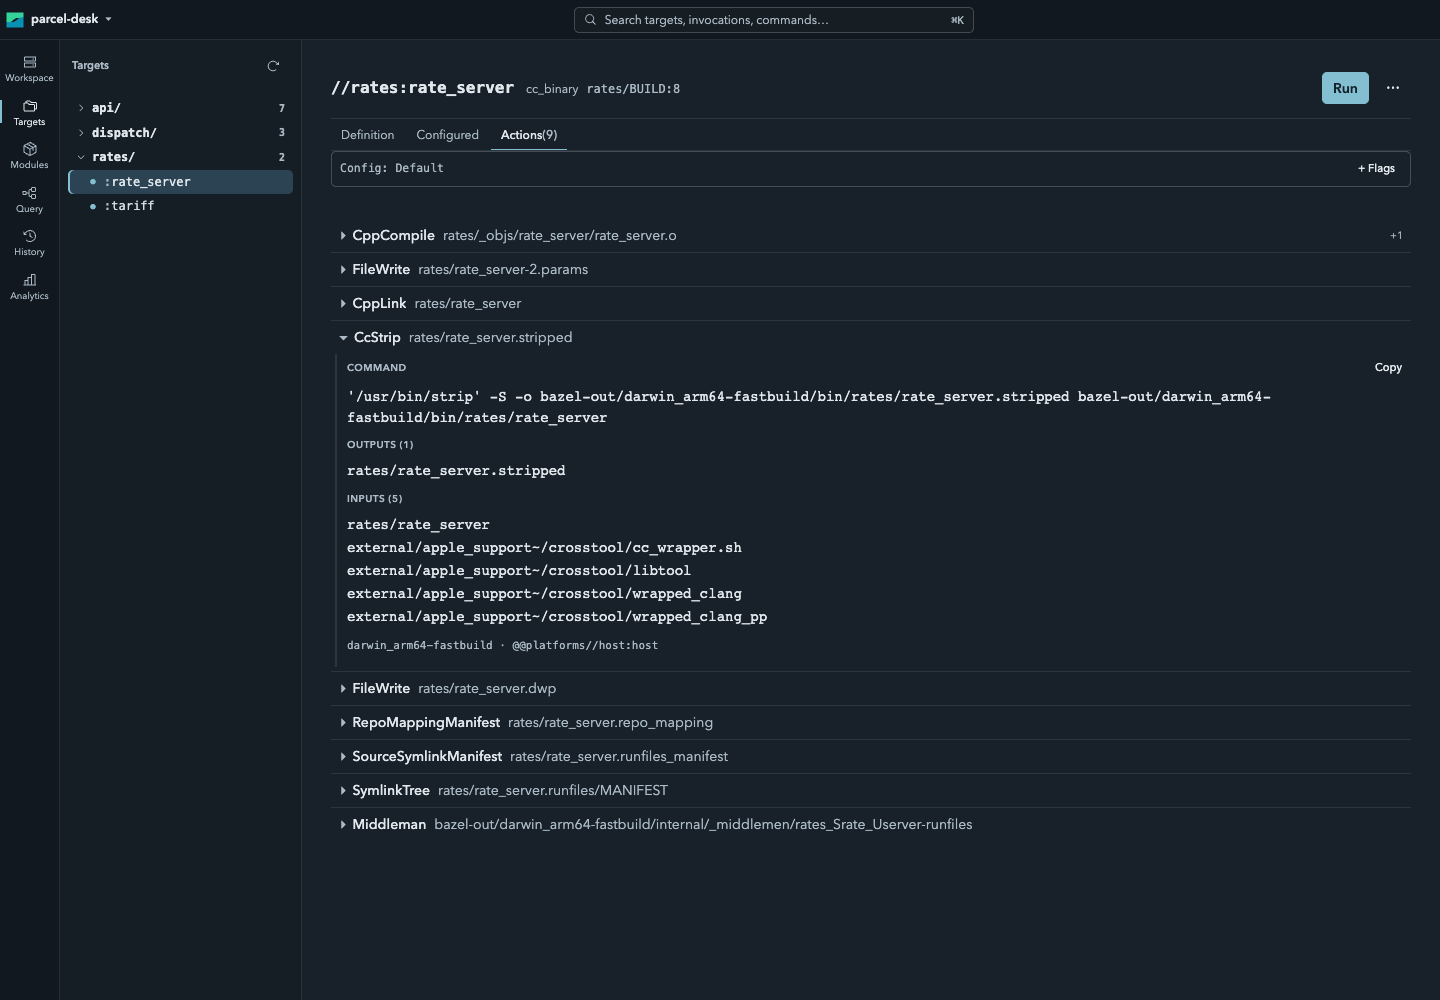 parcel-desk
Search targets, invocations, commands... ⌘K
Workspace
Targets
Modules
Query
History
Analytics
Targets
api/ 7
dispatch/ 3
rates/ 2
:rate_server
:tariff
//rates:rate_server cc_binary rates/BUILD:8
Run ...
Definition Configured Actions(9)
Config: Default + Flags
CppCompile rates/_objs/rate_server/rate_server.o +1
FileWrite rates/rate_server-2.params
CppLink rates/rate_server
CcStrip rates/rate_server.stripped
COMMAND Copy
'/usr/bin/strip' -S -o bazel-out/darwin_arm64-fastbuild/bin/rates/rate_server.stripped bazel-out/darwin_arm64-
fastbuild/bin/rates/rate_server
OUTPUTS (1)
rates/rate_server.stripped
INPUTS (5)
rates/rate_server
external/apple_support~/crosstool/cc_wrapper.sh
external/apple_support~/crosstool/libtool
external/apple_support~/crosstool/wrapped_clang
external/apple_support~/crosstool/wrapped_clang_pp
darwin_arm64-fastbuild · @@platforms//host:host
FileWrite rates/rate_server.dwp
RepoMappingManifest rates/rate_server.repo_mapping
SourceSymlinkManifest rates/rate_server.runfiles_manifest
SymlinkTree rates/rate_server.runfiles/MANIFEST
Middleman bazel-out/darwin_arm64-fastbuild/internal/_middlemen/rates_Srate_Userver-runfiles